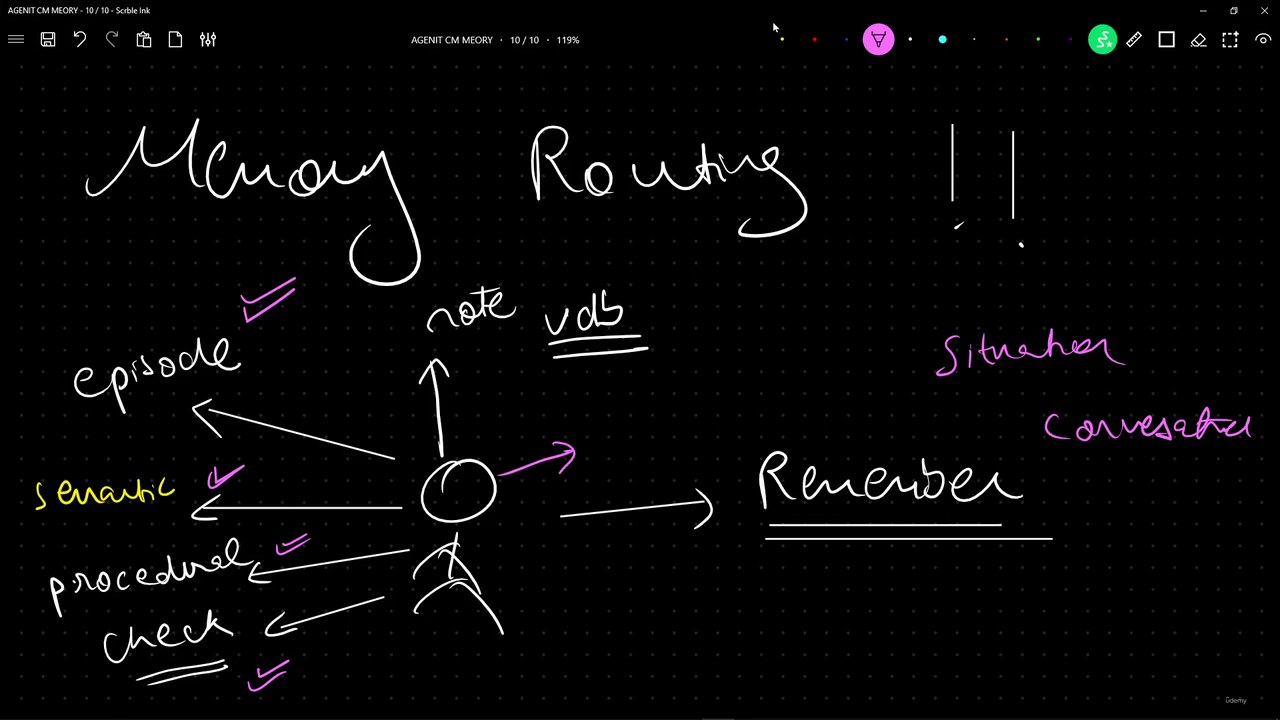 AGENIT CM MEORY - 10 / 10 - Scrble Ink
AGENIT CM MEORY · 10 / 10 · 119%
Memory Routing !!
note vdb
episode
Situation
Conversation
semantic
Remember
procedural
check
ûdemy